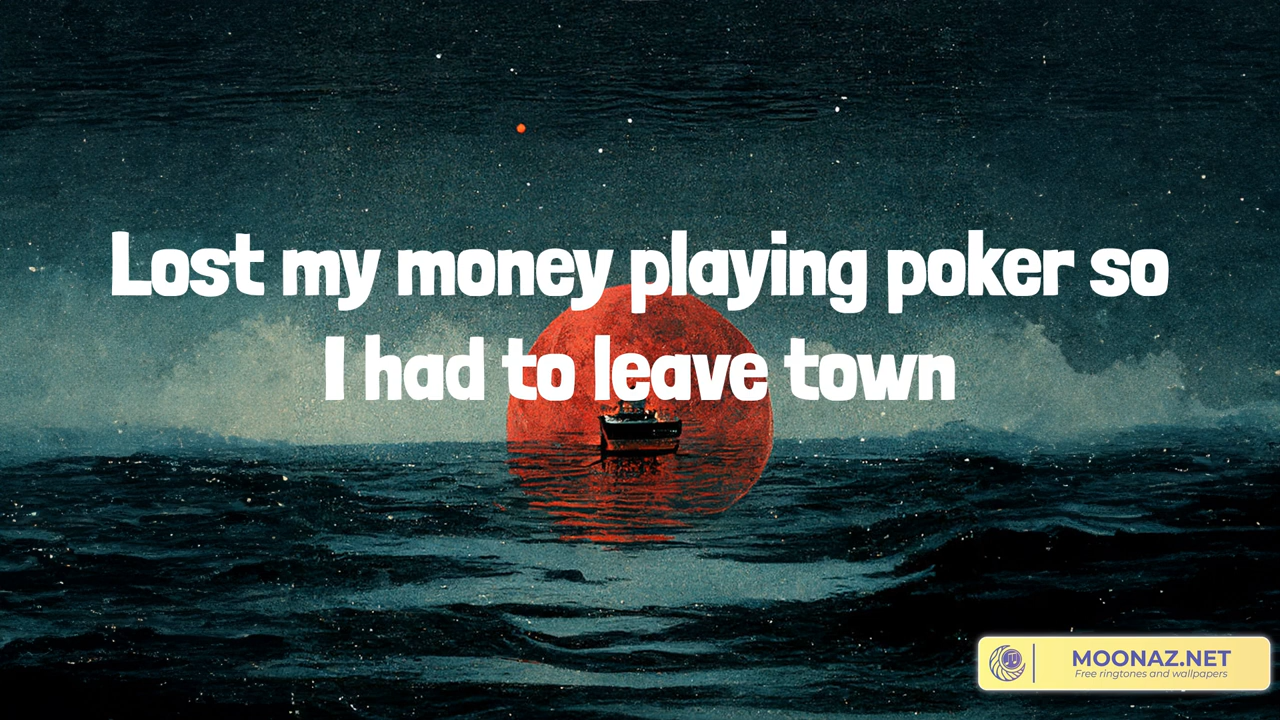 Lost my money playing poker so
I had to leave town
MOONAZ.NET
Free ringtones and wallpapers